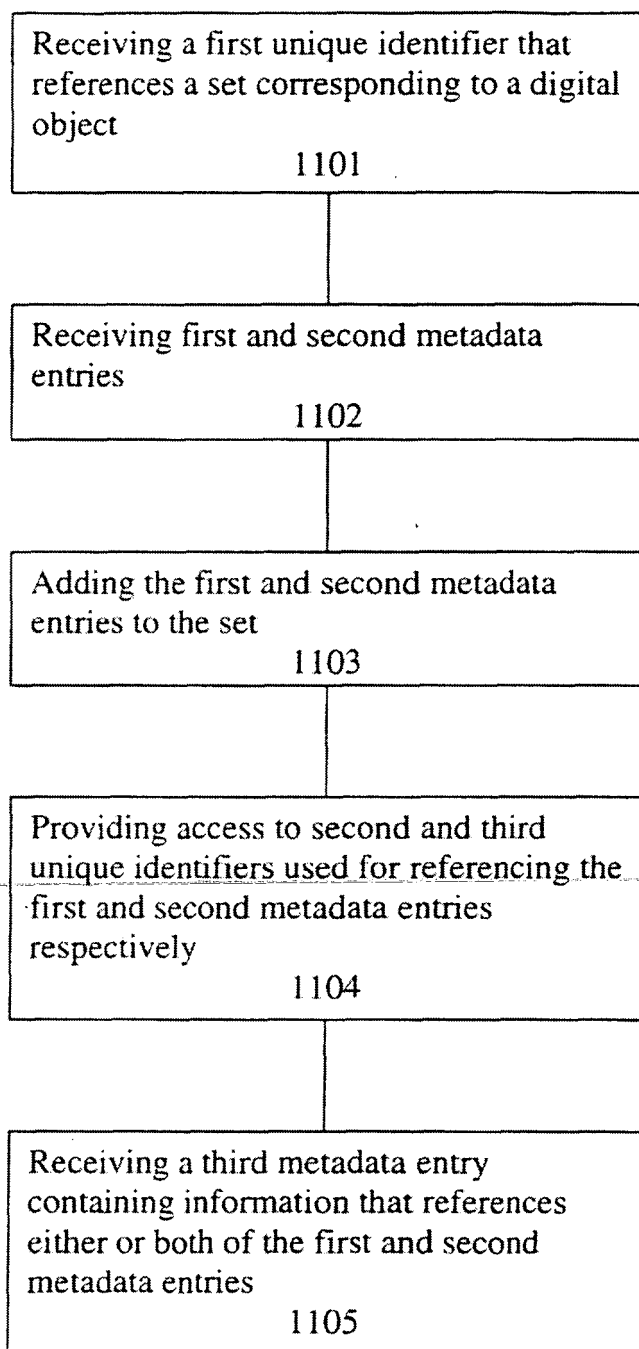 Receiving a first unique identifier that
references a set corresponding to a digital
object
1101
Receiving first and second metadata
entries
1102
Adding the first and second metadata
entries to the set
1103
Providing access to second and third
unique identifiers used for referencing the
first and second metadata entries
respectively
1104
Receiving a third metadata entry
containing information that references
either or both of the first and second
metadata entries
1105